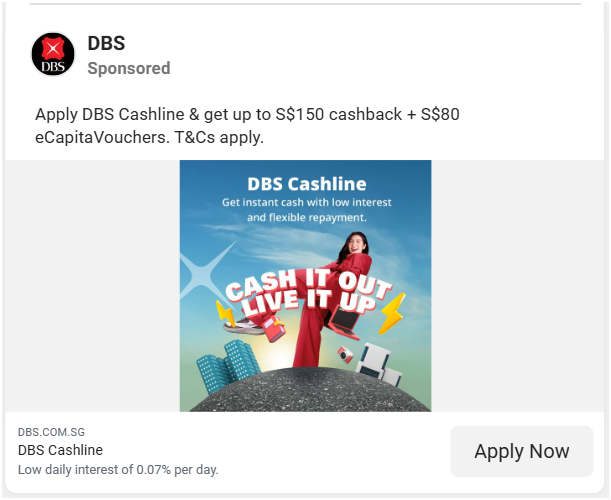 DBS
DBS
Sponsored
Apply DBS Cashline & get up to S$150 cashback + S$80
eCapitaVouchers. T&Cs apply.
DBS Cashline
Get instant cash with low interest
and flexible repayment.
CASH IT OUT
LIVE IT UP
DBS.COM.SG
DBS Cashline
Low daily interest of 0.07% per day.
Apply Now